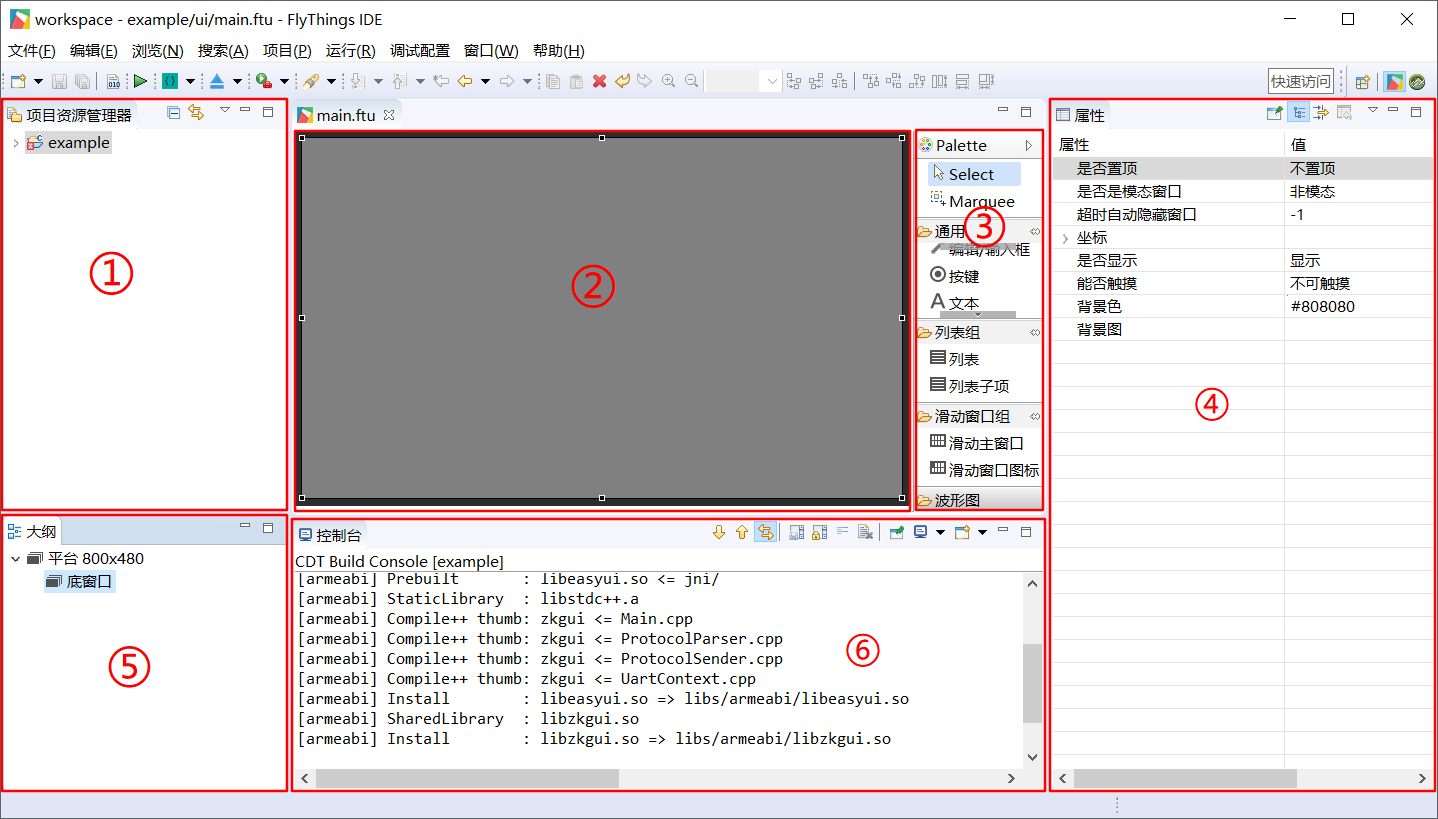 workspace - example/ui/main.ftu - FlyThings IDE
文件(F) 编辑(E) 浏览(N) 搜索(A) 项目(P) 运行(R) 调试配置 窗口(W) 帮助(H)
010
快速访问
项目资源管理器
example
①
main.ftu
②
Palette
Select
Marquee
通用
③
编辑/输入框
按键
A 文本
列表组
列表
列表子项
滑动窗口组
滑动主窗口
滑动窗口图标
波形图
属性
属性 值
是否置顶 不置顶
是否是模态窗口 非模态
超时自动隐藏窗口 -1
坐标
是否显示 显示
能否触摸 不可触摸
背景色 #808080
背景图
④
大纲
平台 800x480
底窗口
⑤
控制台
CDT Build Console [example]
[armeabi] Prebuilt : libeasyui.so <= jni/
[armeabi] StaticLibrary : libstdc++.a
[armeabi] Compile++ thumb: zkgui <= Main.cpp
[armeabi] Compile++ thumb: zkgui <= ProtocolParser.cpp
[armeabi] Compile++ thumb: zkgui <= ProtocolSender.cpp
[armeabi] Compile++ thumb: zkgui <= UartContext.cpp
[armeabi] Install : libeasyui.so => libs/armeabi/libeasyui.so
[armeabi] SharedLibrary : libzkgui.so
[armeabi] Install : libzkgui.so => libs/armeabi/libzkgui.so
⑥